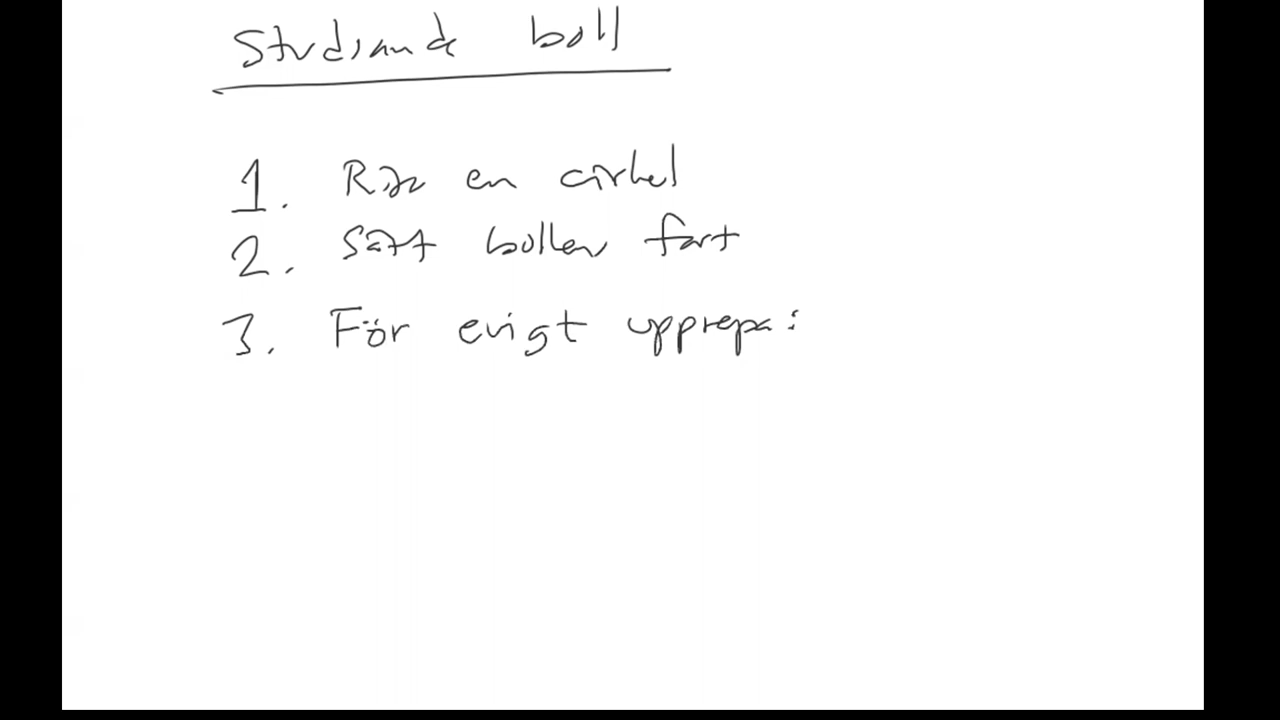 Studsande boll
1. Rita en cirkel
2. Sätt bollens fart
3. För evigt upprepa: